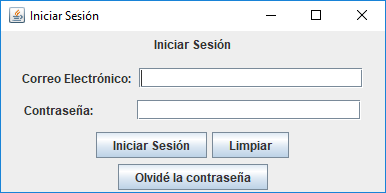 Iniciar Sesión
Iniciar Sesión
Correo Electrónico:
Contraseña:
Iniciar Sesión Limpiar
Olvidé la contraseña